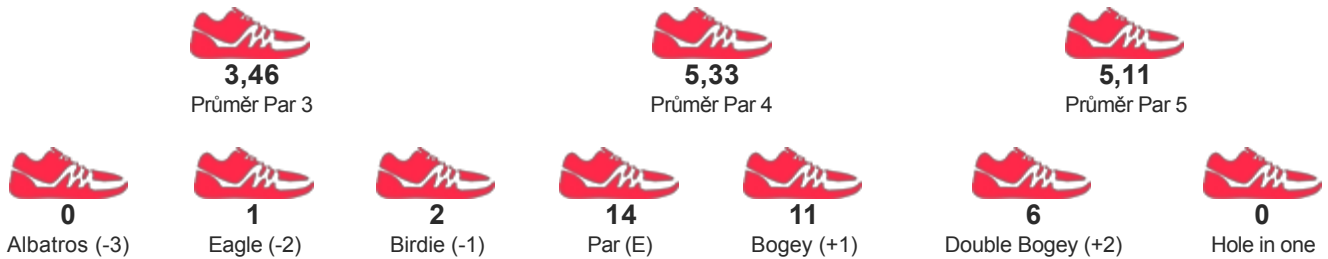 3,46 5,33 5,11
Průměr Par 3 Průměr Par 4 Průměr Par 5
0 1 2 14 11 6 0
Albatros (-3) Eagle (-2) Birdie (-1) Par (E) Bogey (+1) Double Bogey (+2) Hole in one